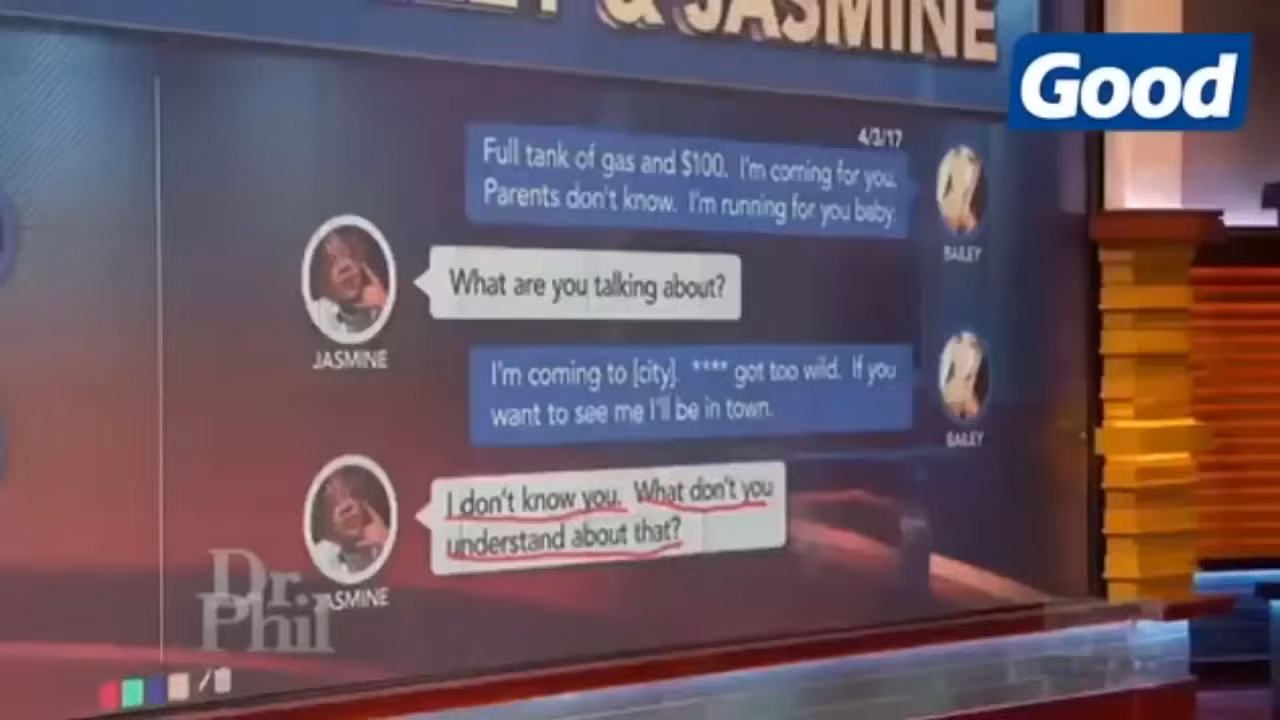 & JASMINE
Good
4/3/17
Full tank of gas and $100. I'm coming for you.
Parents don't know. I'm running for you baby.
BAILEY
What are you talking about?
JASMINE
I'm coming to [city]. **** got too wild. If you
want to see me I'll be in town.
BAILEY
I don't know you. What don't you
understand about that?
JASMINE
Dr.
Phil